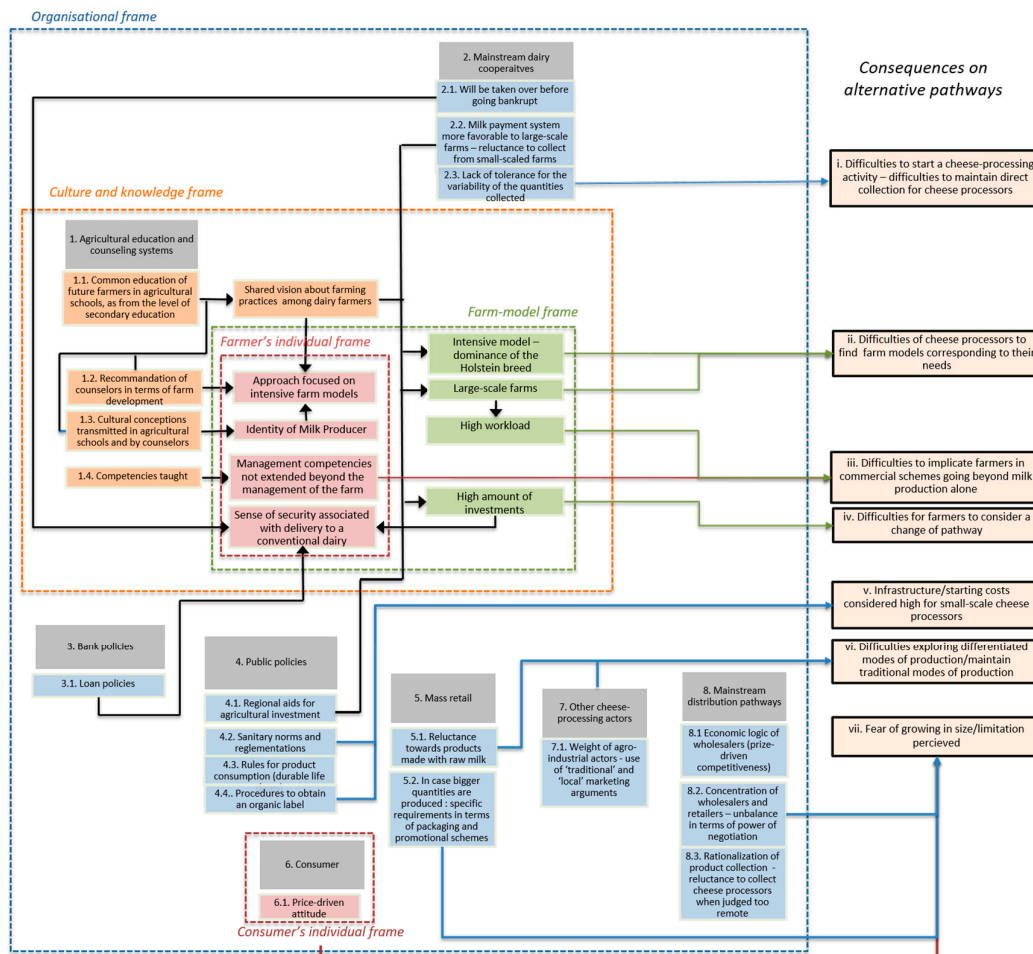 Organisational frame
2. Mainstream dairy
cooperaitves
2.1. Will be taken over before
going bankrupt
2.2. Milk payment system
more favorable to large-scale
farms – reluctance to collect
from small-scaled farms
2.3. Lack of tolerance for the
variability of the quantities
collected
Consequences on
alternative pathways
i. Difficulties to start a cheese-processing
activity – difficulties to maintain direct
collection for cheese processors
Culture and knowledge frame
1. Agricultural education and
counseling systems
1.1. Common education of
future farmers in agricultural
schools, as from the level of
secondary education
Shared vision about farming
practices among dairy farmers
Farm-model frame
Farmer's individual frame
Intensive model –
dominance of the
Holstein breed
ii. Difficulties of cheese processors to
find farm models corresponding to their
needs
1.2. Recommandation of
counselors in terms of farm
development
Approach focused on
intensive farm models
Large-scale farms
1.3. Cultural conceptions
transmitted in agricultural
schools and by counselors
Identity of Milk Producer
High workload
1.4. Competencies taught
Management competencies
not extended beyond the
management of the farm
iii. Difficulties to implicate farmers in
commercial schemes going beyond milk
production alone
High amount of
investments
Sense of security associated
with delivery to a
conventional dairy
iv. Difficulties for farmers to consider a
change of pathway
v. Infrastructure/starting costs
considered high for small-scale cheese
processors
3. Bank policies
3.1. Loan policies
4. Public policies
4.1. Regional aids for
agricultural investment
4.2. Sanitary norms and
reglementations
4.3. Rules for product
consumption (durable life
4.4.. Procedures to obtain
an organic label
5. Mass retail
5.1. Reluctance
towards products
made with raw milk
5.2. In case bigger
quantities are
produced : specific
requirements in terms
of packaging and
promotional schemes
7. Other cheese-
processing actors
7.1. Weight of agro-
industrial actors - use
of 'traditional' and
'local' marketing
arguments
8. Mainstream
distribution pathways
8.1 Economic logic of
wholesalers (prize-
driven
competitiveness)
8.2. Concentration of
wholesalers and
retailers – unbalance
in terms of power of
negotiation
8.3. Rationalization of
product collection -
reluctance to collect
cheese processors
when judged too
remote
vi. Difficulties exploring differentiated
modes of production/maintain
traditional modes of production
vii. Fear of growing in size/limitation
percieved
6. Consumer
6.1. Price-driven
attitude
Consumer's individual frame